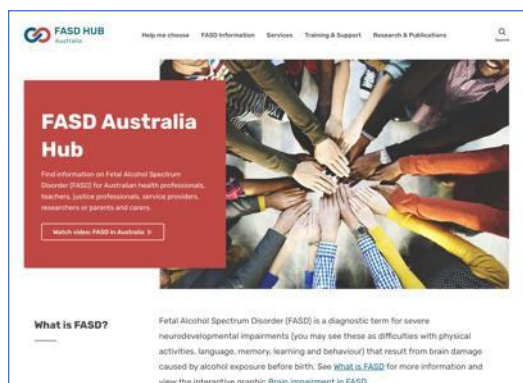 FASD HUB
Australia
Help me choose FASD Information Services Training & Support Research & Publications
Search
FASD Australia
Hub
Find information on Fetal Alcohol Spectrum
Disorder (FASD) for Australian health professionals,
teachers, justice professionals, service providers,
researchers or parents and carers.
Watch video: FASD in Australia
What is FASD?
Fetal Alcohol Spectrum Disorder (FASD) is a diagnostic term for severe
neurodevelopmental impairments (you may see these as difficulties with physical
activities, language, memory, learning and behaviour) that result from brain damage
caused by alcohol exposure before birth. See What is FASD for more information and
view the interactive graphic Brain impairment in FASD